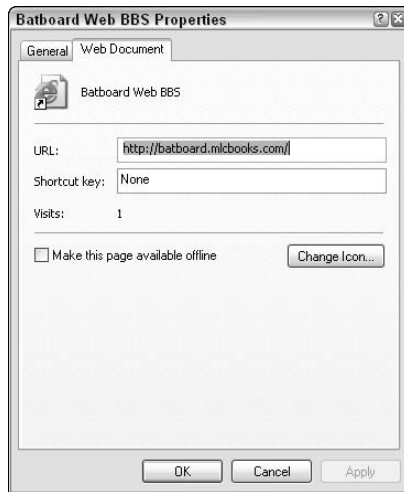 Batboard Web BBS Properties
General Web Document
Batboard Web BBS
URL: http://batboard.mlcbooks.com/
Shortcut key: None
Visits: 1
Make this page available offline Change Icon...
OK Cancel Apply